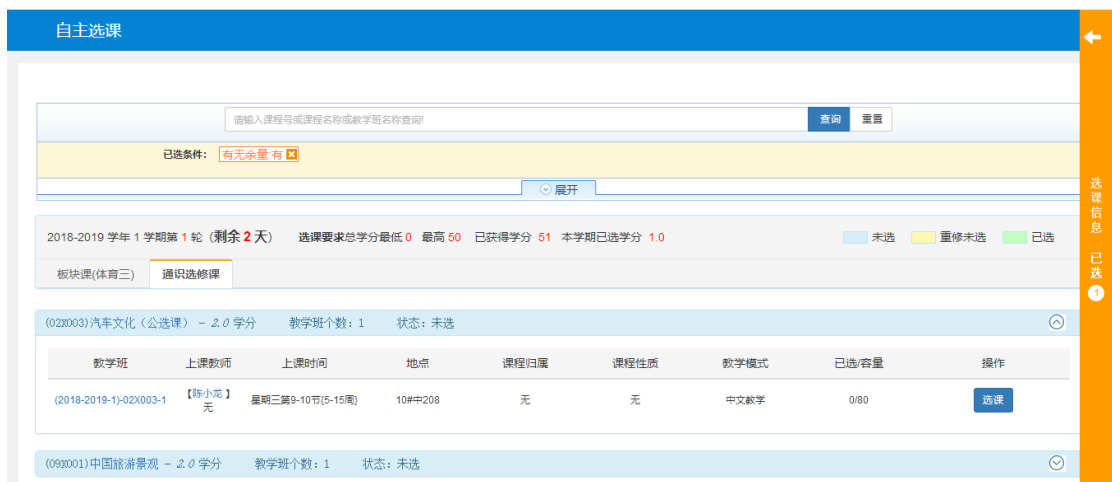 自主选课
请输入课程号或课程名称或教学班名称查询!
查询 重置
已选条件： 有无余量:有
展开
2018-2019 学年 1 学期第 1 轮（剩余 2 天） 选课要求总学分最低 0 最高 50 已获得学分 51 本学期已选学分 1.0 未选 重修未选 已选
板块课(体育三) 通识选修课
(02X003)汽车文化（公选课） - 2.0 学分 教学班个数：1 状态：未选
教学班 上课教师 上课时间 地点 课程归属 课程性质 教学模式 已选/容量 操作
(2018-2019-1)-02X003-1 【陈小龙】 星期三第9-10节{5-15周} 10#中208 无 无 中文教学 0/80 选课
无
(09X001)中国旅游景观 - 2.0 学分 教学班个数：1 状态：未选
选课信息 已选 1